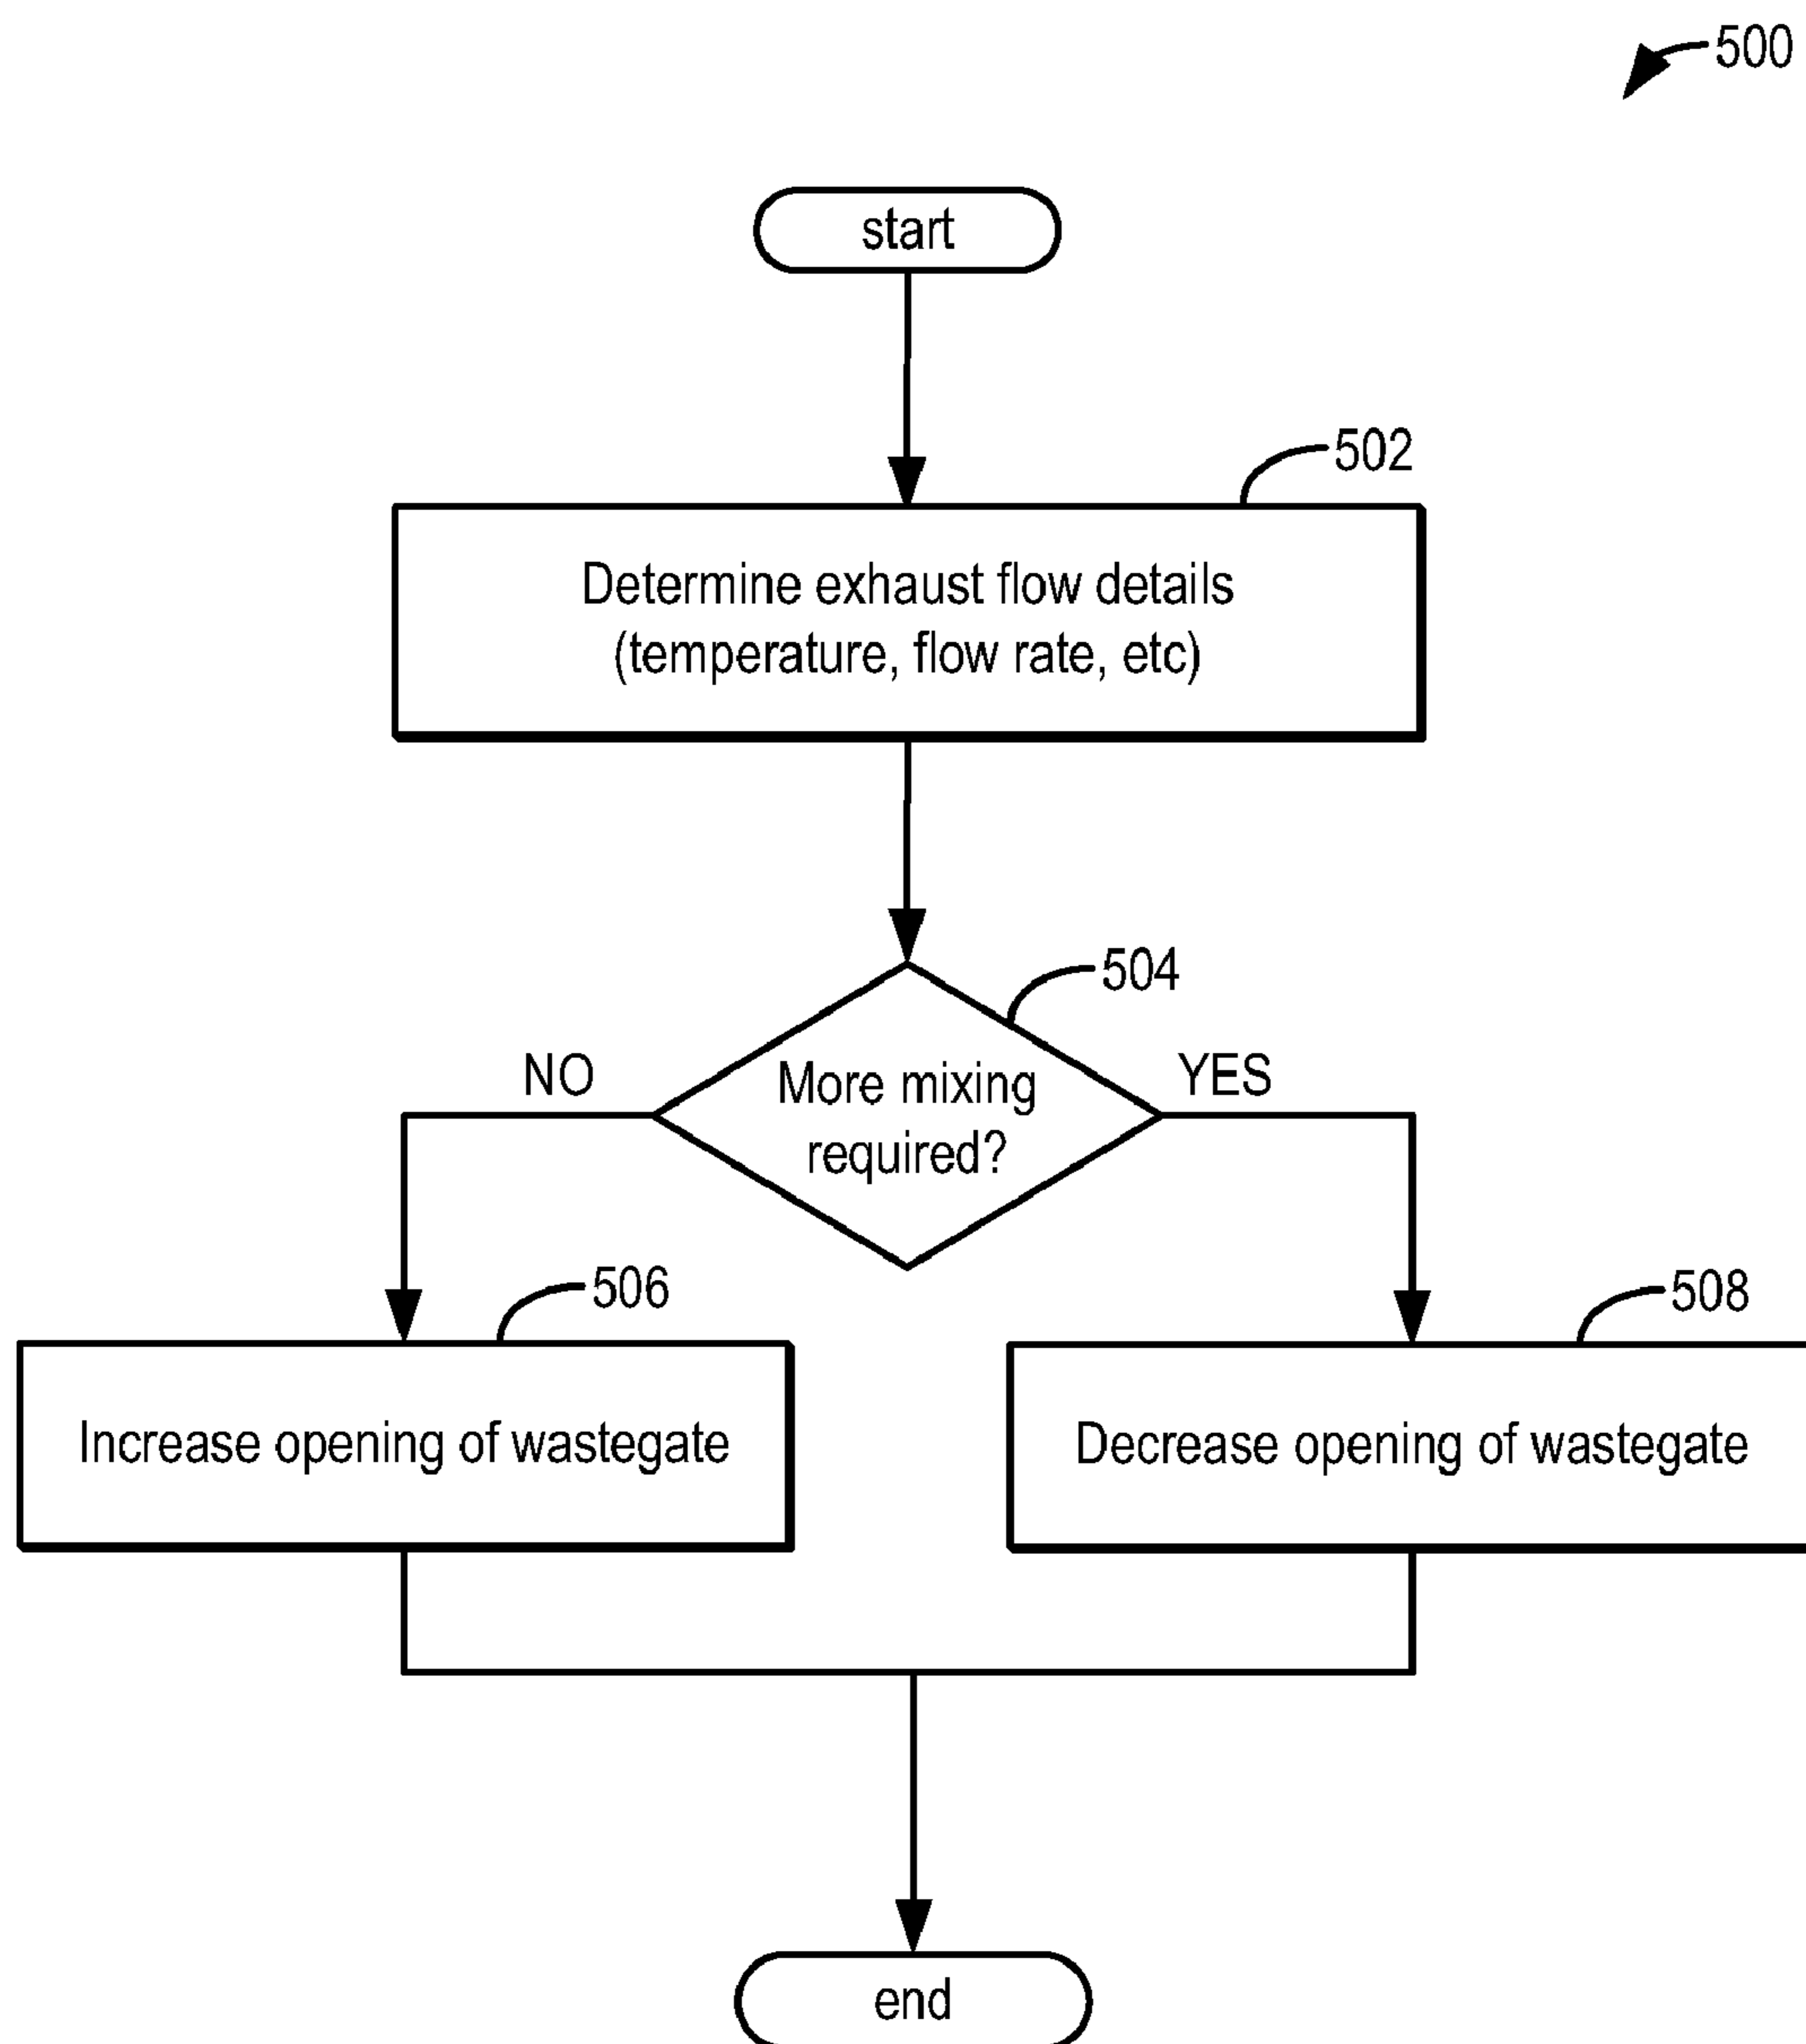 500
start
502
Determine exhaust flow details
(temperature, flow rate, etc)
504
NO
More mixing
required?
YES
506
508
Increase opening of wastegate
Decrease opening of wastegate
end